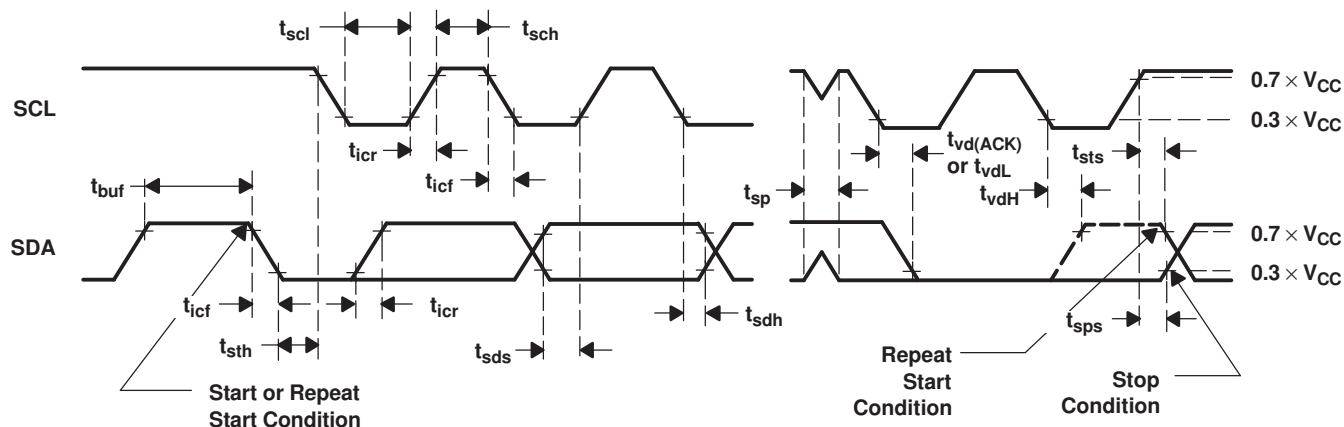 tscl
tsch
SCL
0.7 × VCC
0.3 × VCC
ticr
ticf
tbuf
tsp
tvd(ACK)
or tvdL
tvdH
tsts
SDA
0.7 × VCC
0.3 × VCC
ticf
ticr
tsth
tsds
tsdh
tsps
Start or Repeat
Start Condition
Repeat
Start
Condition
Stop
Condition